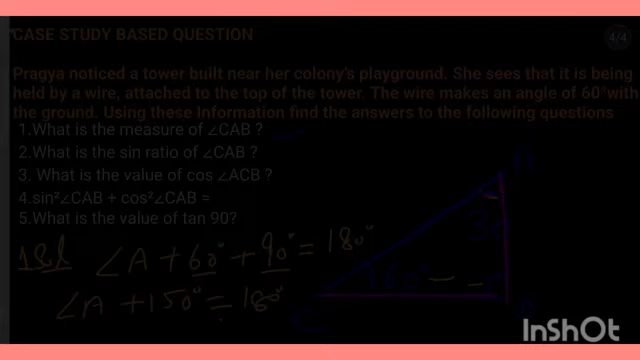 CASE STUDY BASED QUESTION
4/4
Pragya noticed a tower built near her colony's playground. She sees that it is being
held by a wire, attached to the top of the tower. The wire makes an angle of 60°with
the ground. Using these Information find the answers to the following questions
1.What is the measure of ∠CAB ?
2.What is the sin ratio of ∠CAB ?
3. What is the value of cos ∠ACB ?
4.sin²∠CAB + cos²∠CAB =
5.What is the value of tan 90?
A
30
∠A + 60° + 90° = 180°
60°
∠A + 150° = 180°
C
B
InShOt